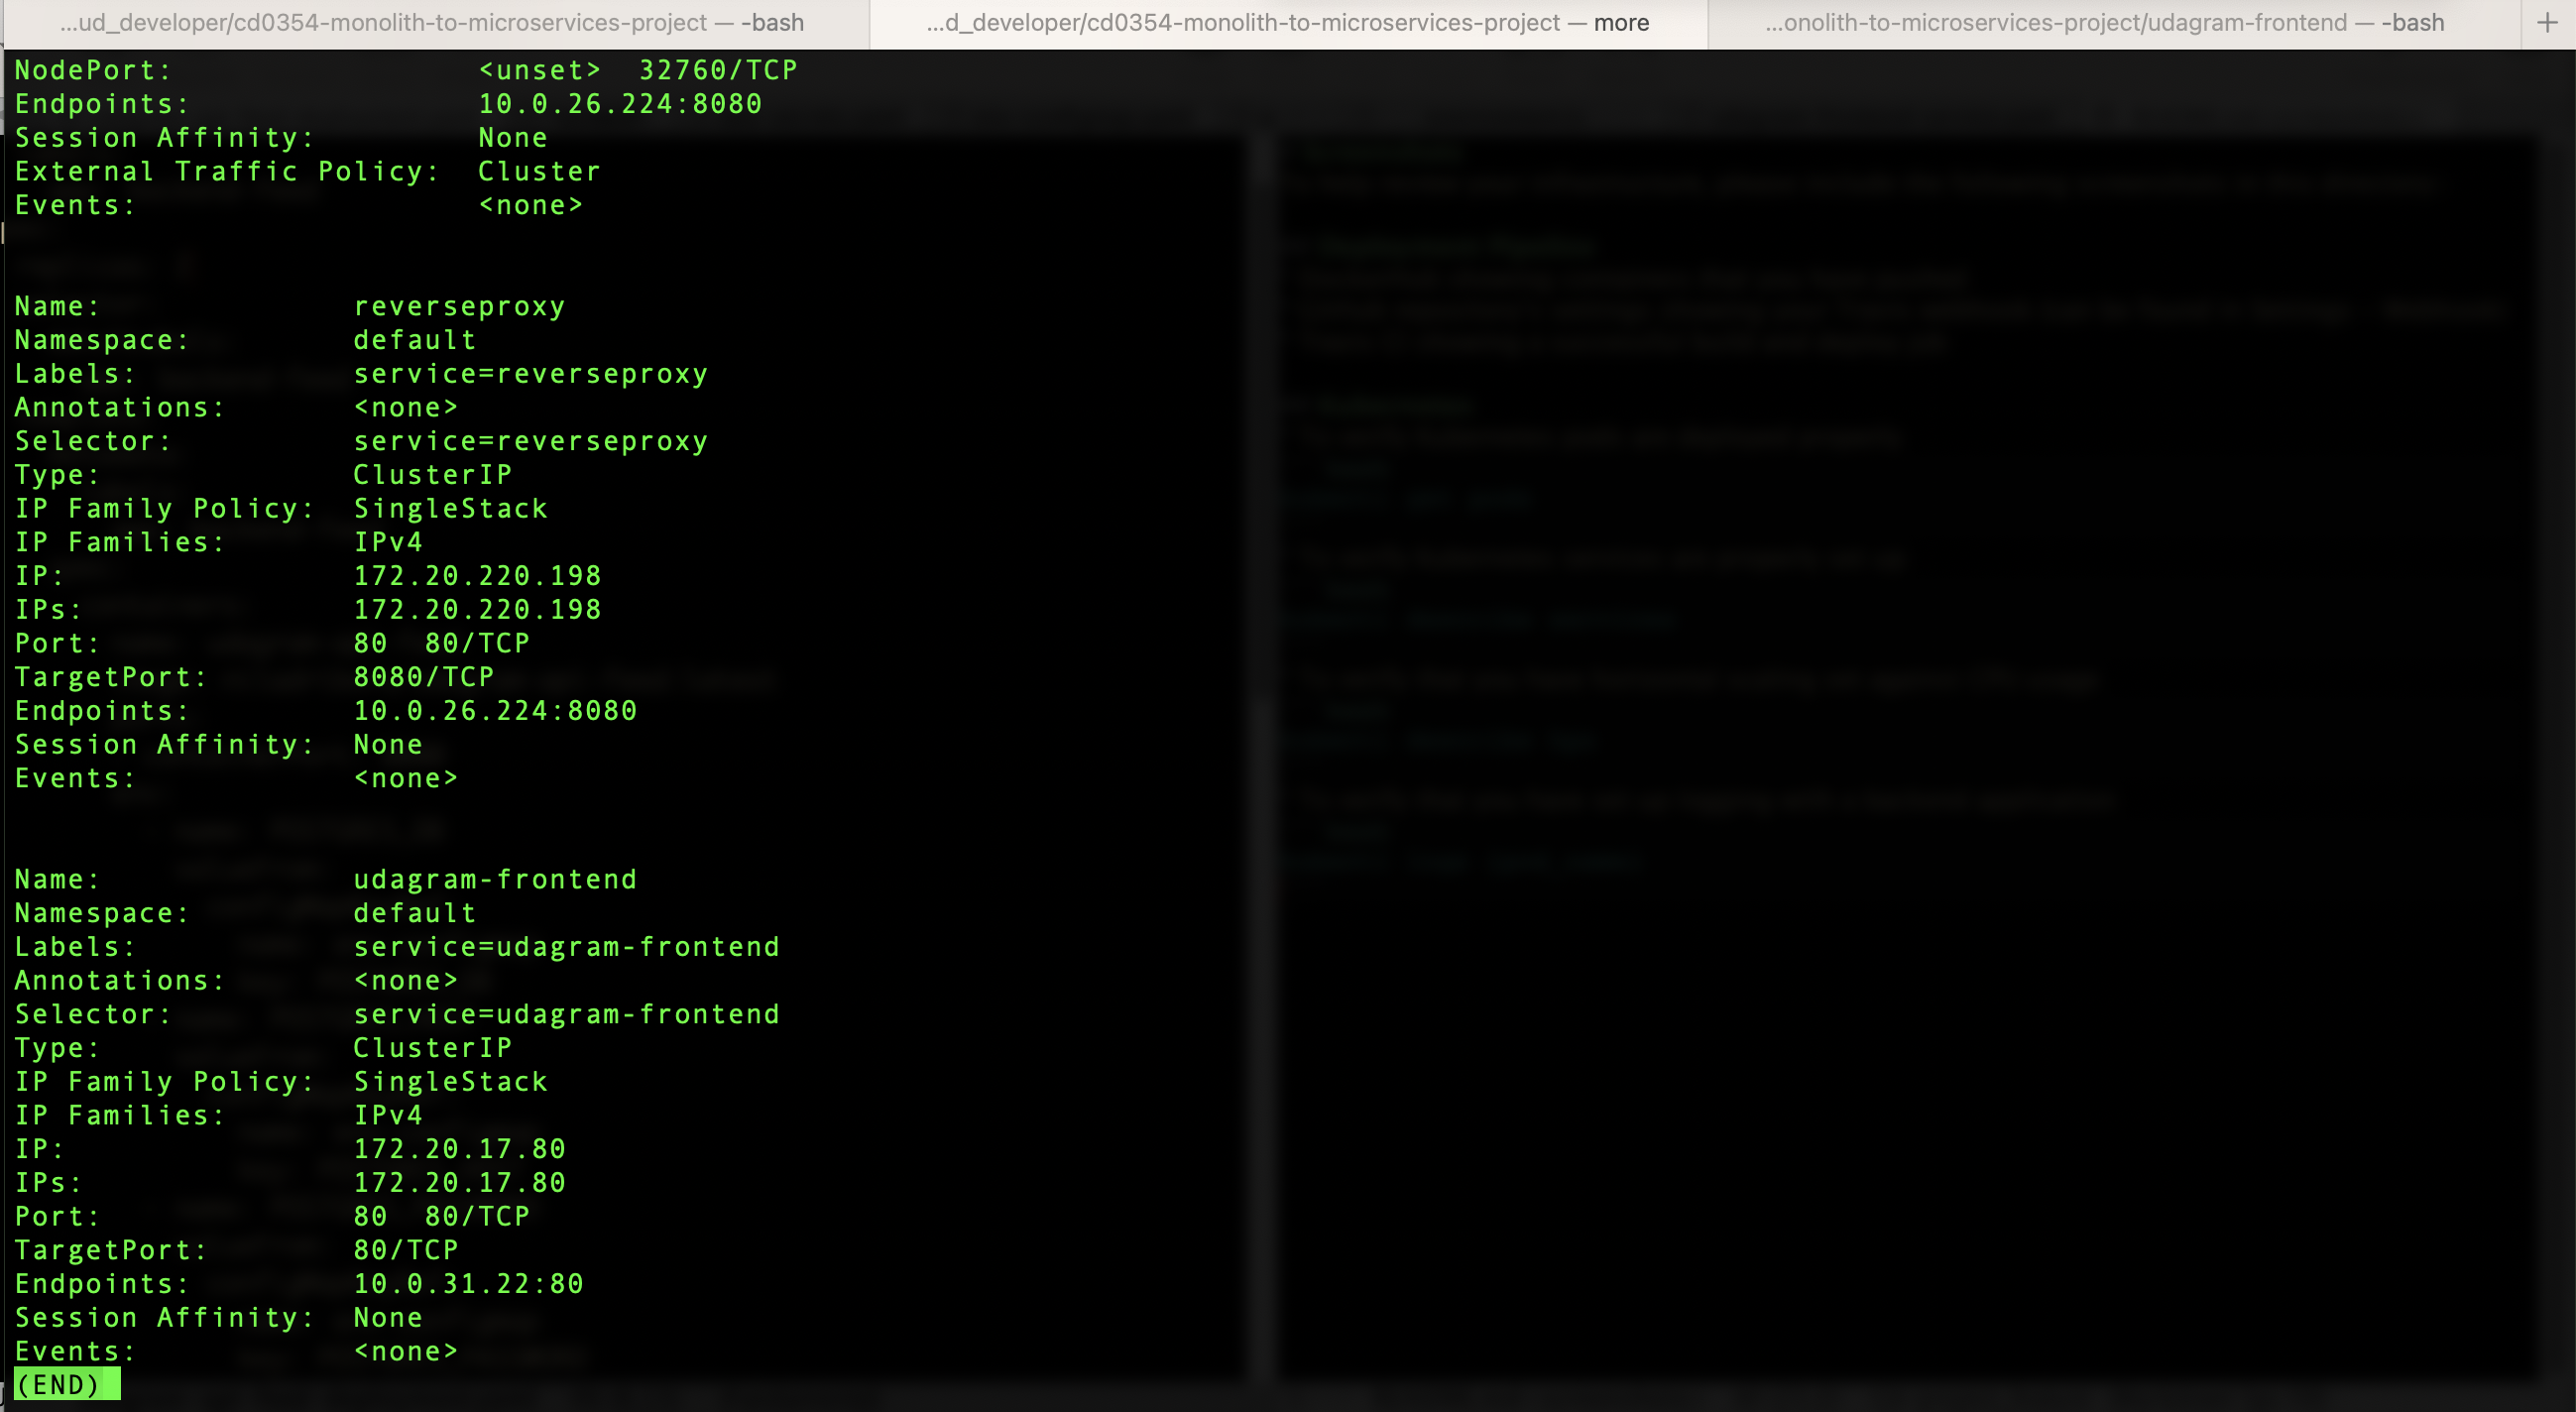 ...ud_developer/cd0354-monolith-to-microservices-project — -bash
...d_developer/cd0354-monolith-to-microservices-project — more
...onolith-to-microservices-project/udagram-frontend — -bash
+
NodePort: <unset> 32760/TCP
Endpoints: 10.0.26.224:8080
Session Affinity: None
External Traffic Policy: Cluster
Events: <none>
Name: reverseproxy
Namespace: default
Labels: service=reverseproxy
Annotations: <none>
Selector: service=reverseproxy
Type: ClusterIP
IP Family Policy: SingleStack
IP Families: IPv4
IP: 172.20.220.198
IPs: 172.20.220.198
Port: 80 80/TCP
TargetPort: 8080/TCP
Endpoints: 10.0.26.224:8080
Session Affinity: None
Events: <none>
Name: udagram-frontend
Namespace: default
Labels: service=udagram-frontend
Annotations: <none>
Selector: service=udagram-frontend
Type: ClusterIP
IP Family Policy: SingleStack
IP Families: IPv4
IP: 172.20.17.80
IPs: 172.20.17.80
Port: 80 80/TCP
TargetPort: 80/TCP
Endpoints: 10.0.31.22:80
Session Affinity: None
Events: <none>
(END)